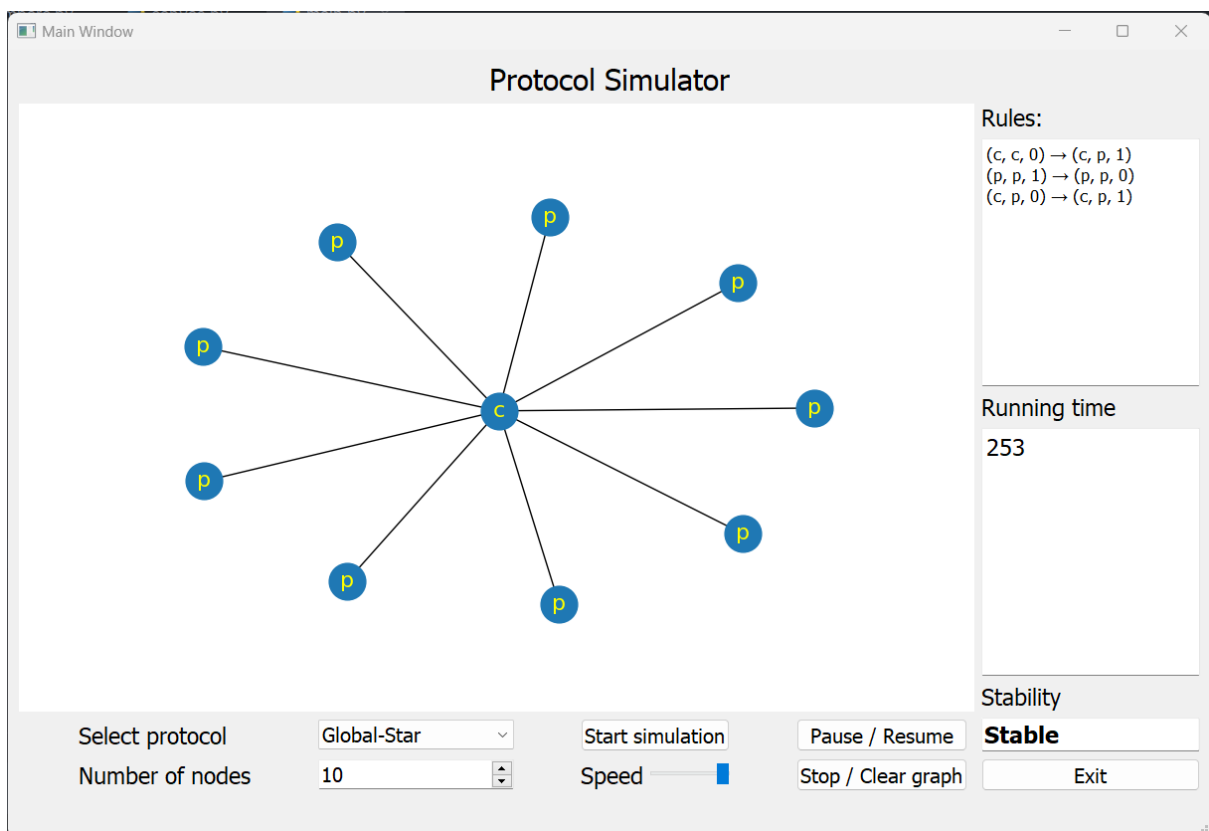 Main Window
Protocol Simulator
Rules:
(c, c, 0) → (c, p, 1)
(p, p, 1) → (p, p, 0)
(c, p, 0) → (c, p, 1)
p
p
p
p
p
c
p
p
p
p
Running time
253
Stability
Stable
Select protocol
Global-Star
Start simulation
Pause / Resume
Number of nodes
10
Speed
Stop / Clear graph
Exit